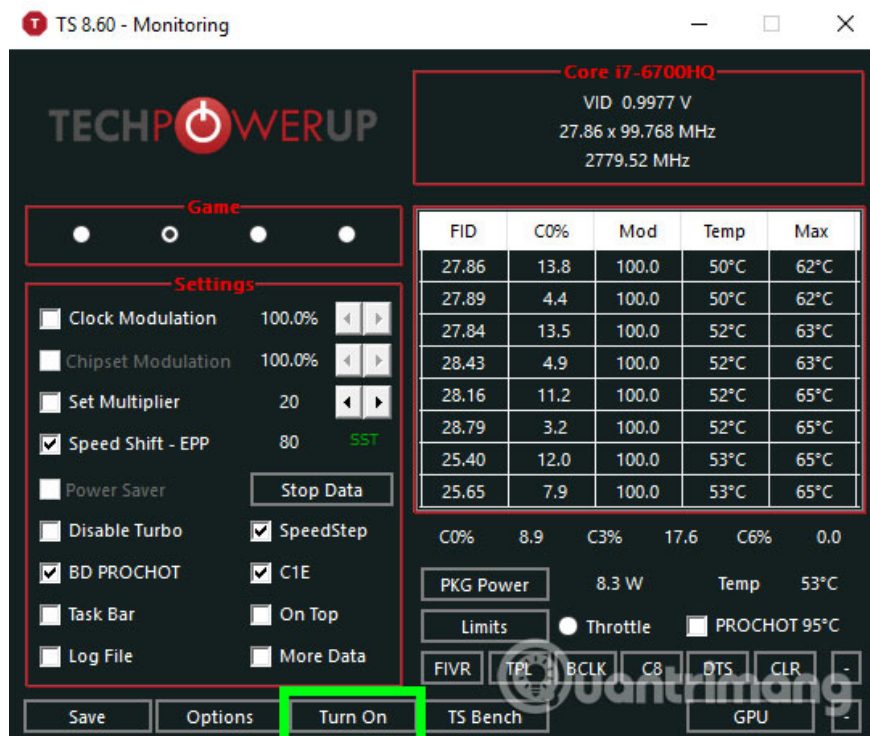 TS 8.60 - Monitoring
TECHPOWERUP
Core i7-6700HQ
VID 0.9977 V
27.86 x 99.768 MHz
2779.52 MHz
Game
Settings
Clock Modulation 100.0%
Chipset Modulation 100.0%
Set Multiplier 20
Speed Shift - EPP 80 SST
Power Saver Stop Data
Disable Turbo SpeedStep
BD PROCHOT C1E
Task Bar On Top
Log File More Data
FID C0% Mod Temp Max
27.86 13.8 100.0 50°C 62°C
27.89 4.4 100.0 50°C 62°C
27.84 13.5 100.0 52°C 63°C
28.43 4.9 100.0 52°C 63°C
28.16 11.2 100.0 52°C 65°C
28.79 3.2 100.0 52°C 65°C
25.40 12.0 100.0 53°C 65°C
25.65 7.9 100.0 53°C 65°C
C0% 8.9 C3% 17.6 C6% 0.0
PKG Power 8.3 W Temp 53°C
Limits Throttle PROCHOT 95°C
FIVR TPL BCLK C8 DTS CLR -
Quantrimang
Save Options Turn On TS Bench GPU -